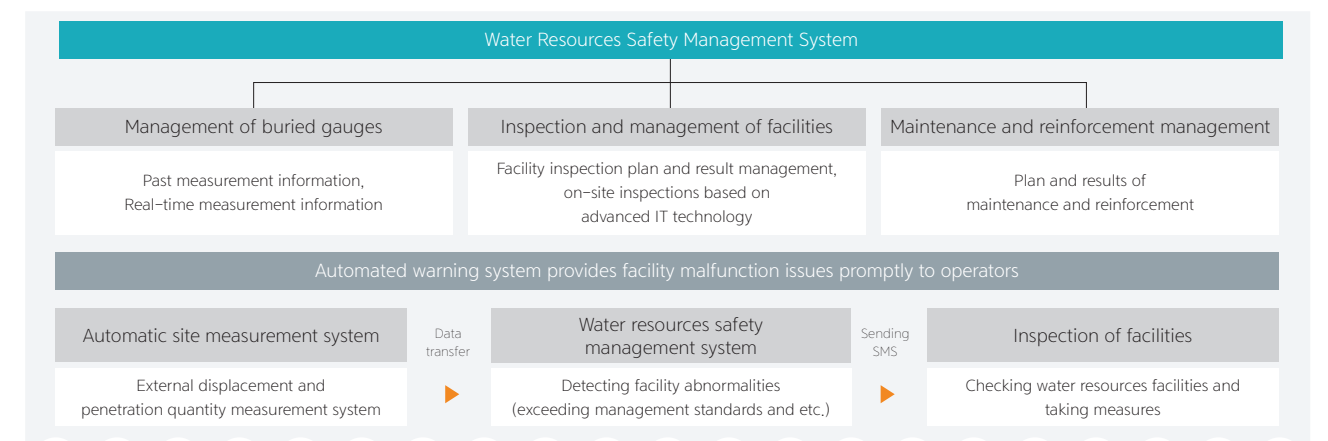 Water Resources Safety Management System
Management of buried gauges
Past measurement information,
Real-time measurement information
Inspection and management of facilities
Facility inspection plan and result management,
on-site inspections based on
advanced IT technology
Maintenance and reinforcement management
Plan and results of
maintenance and reinforcement
Automated warning system provides facility malfunction issues promptly to operators
Automatic site measurement system
External displacement and
penetration quantity measurement system
Data
transfer
Water resources safety
management system
Detecting facility abnormalities
(exceeding management standards and etc.)
Sending
SMS
Inspection of facilities
Checking water resources facilities and
taking measures